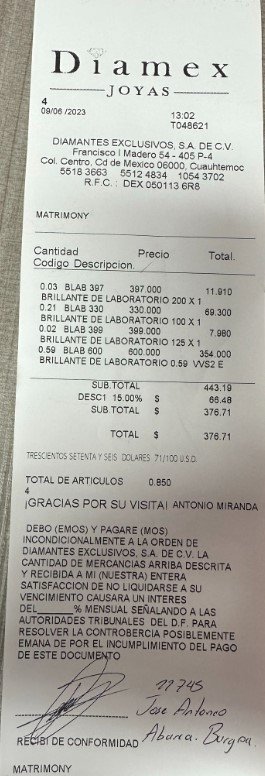 Diamex
JOYAS
4
09/06 /2023 13:02
T048621
DIAMANTES EXCLUSIVOS, S.A. DE C.V.
Francisco I Madero 54 - 405 P-4
Col. Centro, Cd de Mexico 06000, Cuauhtemoc
5518 3663 5512 4834 1054 3702
R.F.C. : DEX 050113 6R8
MATRIMONY
Cantidad Precio Total.
Codigo Descripcion.
0.03 BLAB 397 397.000 11.910
BRILLANTE DE LABORATORIO 200 X 1
0.21 BLAB 330 330.000 69.300
BRILLANTE DE LABORATORIO 100 X 1
0.02 BLAB 399 399.000 7.980
BRILLANTE DE LABORATORIO 125 X 1
0.59 BLAB 600 600.000 354.000
BRILLANTE DE LABORATORIO 0.59 VVS2 E
SUB.TOTAL 443.19
DESC1 15.00% $ 66.48
SUB.TOTAL $ 376.71
TOTAL $ 376.71
TRESCIENTOS SETENTA Y SEIS DOLARES 71/100 U.S.D.
TOTAL DE ARTICULOS 0.850
4
¡GRACIAS POR SU VISITA! ANTONIO MIRANDA
DEBO (EMOS) Y PAGARE (MOS)
INCONDICIONALMENTE A LA ORDEN DE
DIAMANTES EXCLUSIVOS, S.A. DE C.V. LA
CANTIDAD DE MERCANCIAS ARRIBA DESCRITA
Y RECIBIDA A MI (NUESTRA) ENTERA
SATISFACCION DE NO LIQUIDARSE A SU
VENCIMIENTO CAUSARA UN INTERES
DEL______% MENSUAL SEÑALANDO A LAS
AUTORIDADES TRIBUNALES DEL D.F. PARA
RESOLVER LA CONTROBERCIA POSIBLEMENTE
EMANA DE POR EL INCUMPLIMIENTO DEL PAGO
DE ESTE DOCUMENTO
77745
Jose Antonio
RECIBI DE CONFORMIDAD Abarca.
MATRIMONY